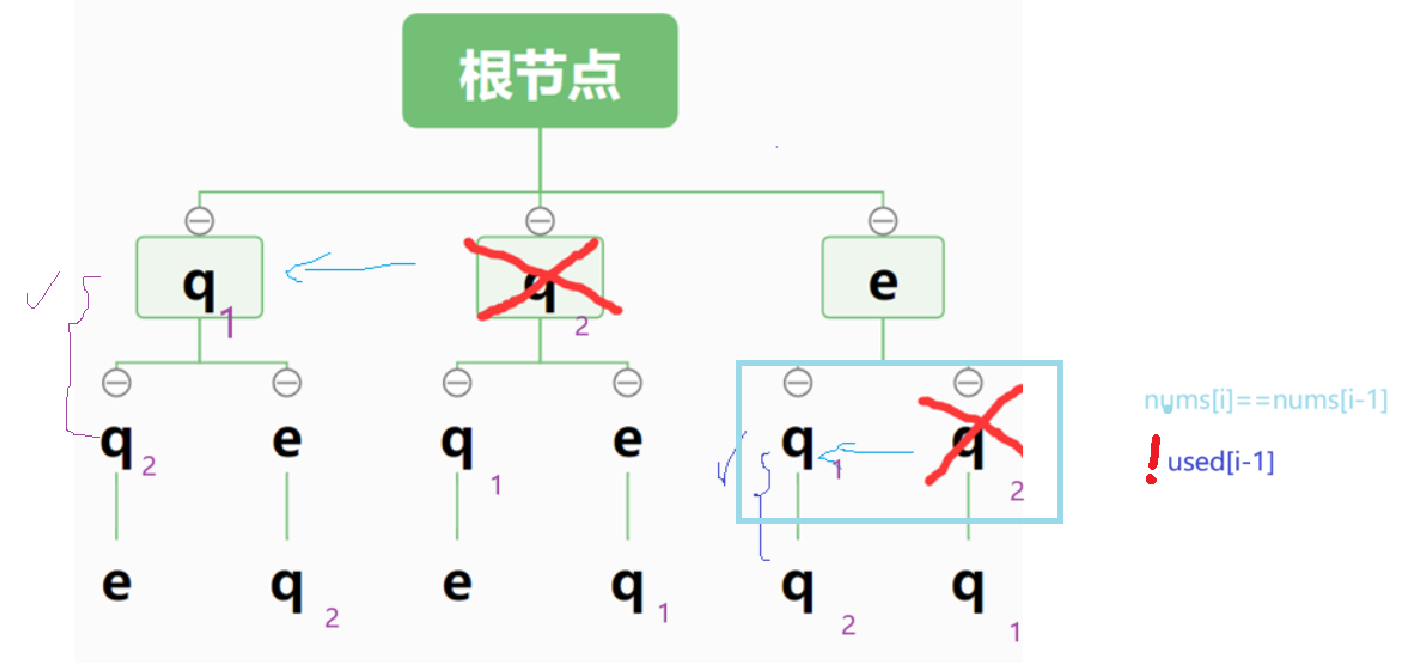 根节点
q 1 q 2 e
q 2 e q 1 e q 1 q 2
nums[i]==nums[i-1]
! used[i-1]
e q 2 e q 1 q 2 q 1